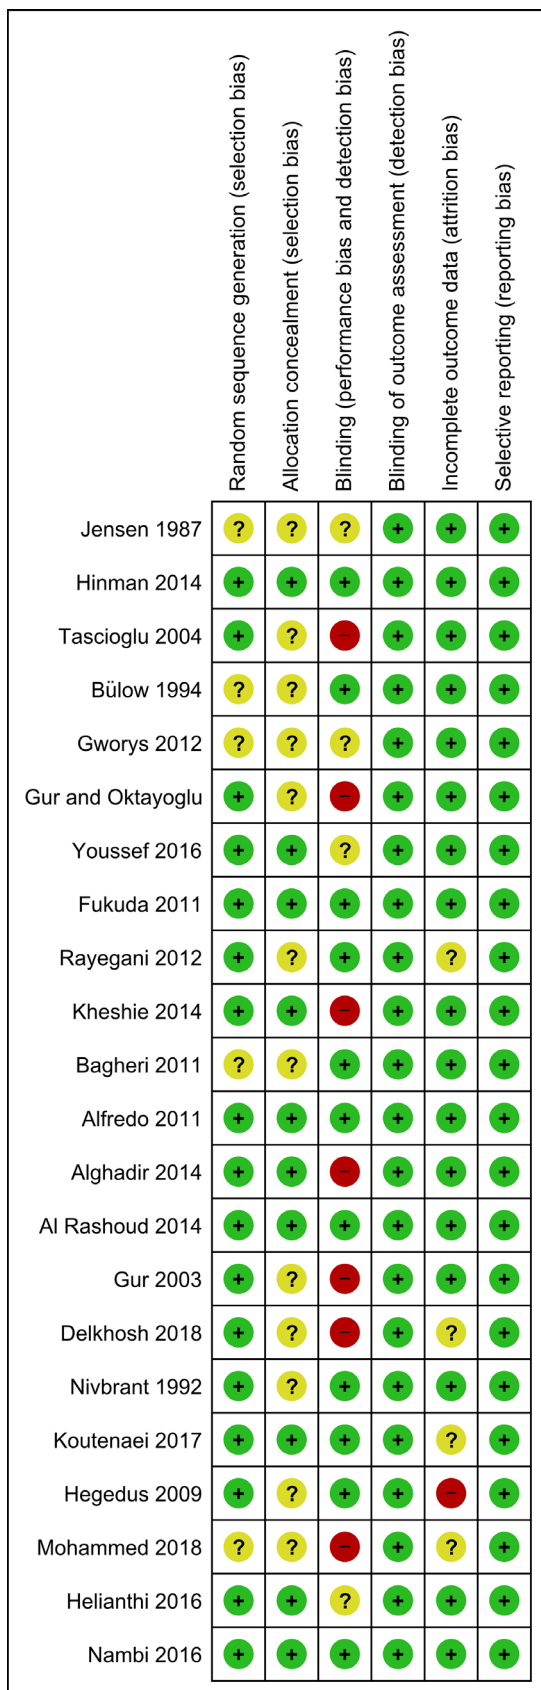 Random sequence generation (selection bias)
Allocation concealment (selection bias)
Blinding (performance bias and detection bias)
Blinding of outcome assessment (detection bias)
Incomplete outcome data (attrition bias)
Selective reporting (reporting bias)
Jensen 1987 ? ? ? + + +
Hinman 2014 + + + + + +
Tascioglu 2004 + ? − + + +
Bülow 1994 ? ? + + + +
Gworys 2012 ? ? ? + + +
Gur and Oktayoglu + ? − + + +
Youssef 2016 + + ? + + +
Fukuda 2011 + + + + + +
Rayegani 2012 + ? + + ? +
Kheshie 2014 + + − + + +
Bagheri 2011 ? ? + + + +
Alfredo 2011 + + + + + +
Alghadir 2014 + + − + + +
Al Rashoud 2014 + + + + + +
Gur 2003 + ? − + + +
Delkhosh 2018 + ? − + ? +
Nivbrant 1992 + ? + + + +
Koutenaei 2017 + + + + ? +
Hegedus 2009 + ? + + − +
Mohammed 2018 ? ? − + ? +
Helianthi 2016 + + ? + + +
Nambi 2016 + + + + + +